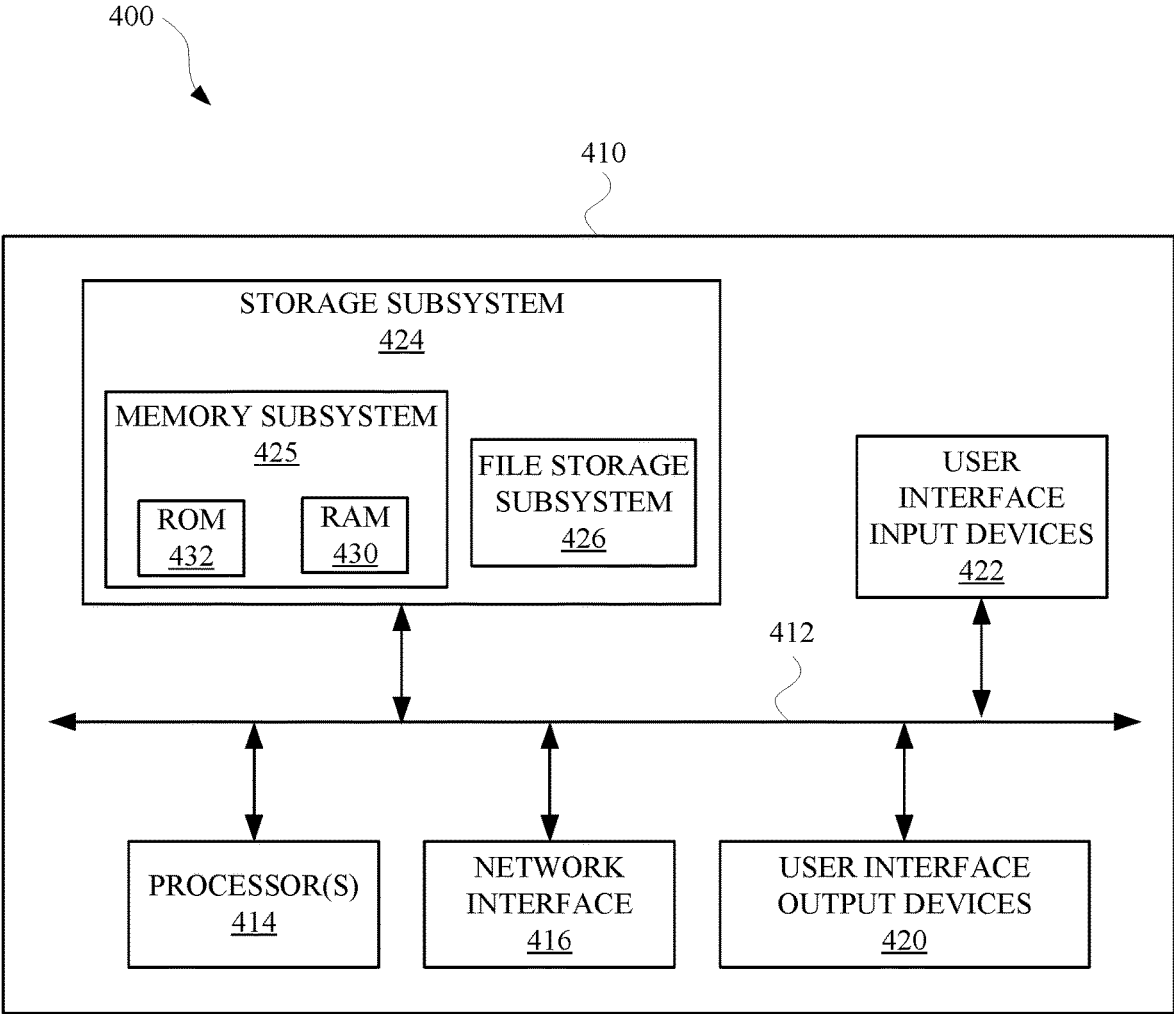 400
410
STORAGE SUBSYSTEM
424
MEMORY SUBSYSTEM
425
ROM
432
RAM
430
FILE STORAGE
SUBSYSTEM
426
USER
INTERFACE
INPUT DEVICES
422
412
PROCESSOR(S)
414
NETWORK
INTERFACE
416
USER INTERFACE
OUTPUT DEVICES
420